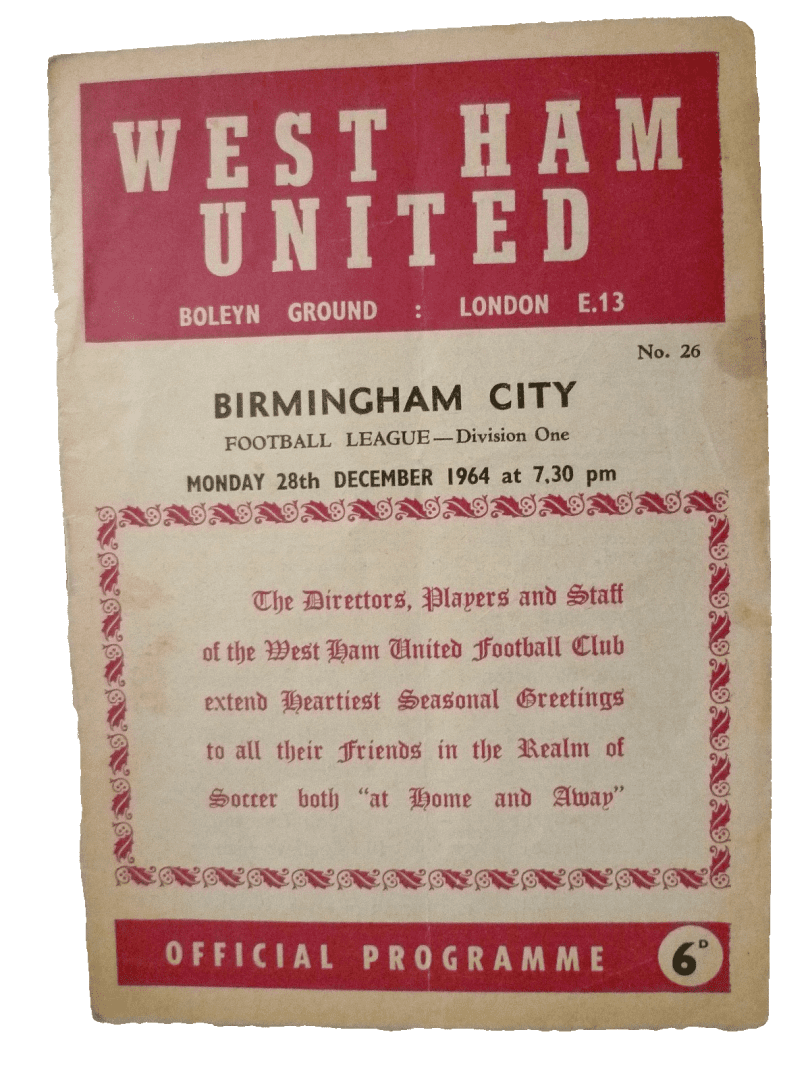 WEST HAM
UNITED
BOLEYN GROUND : LONDON E.13
No. 26
BIRMINGHAM CITY
FOOTBALL LEAGUE—Division One
MONDAY 28th DECEMBER 1964 at 7.30 pm
The Directors, Players and Staff
of the West Ham United Football Club
extend Heartiest Seasonal Greetings
to all their Friends in the Realm of
Soccer both "at Home and Away"
OFFICIAL PROGRAMME 6D